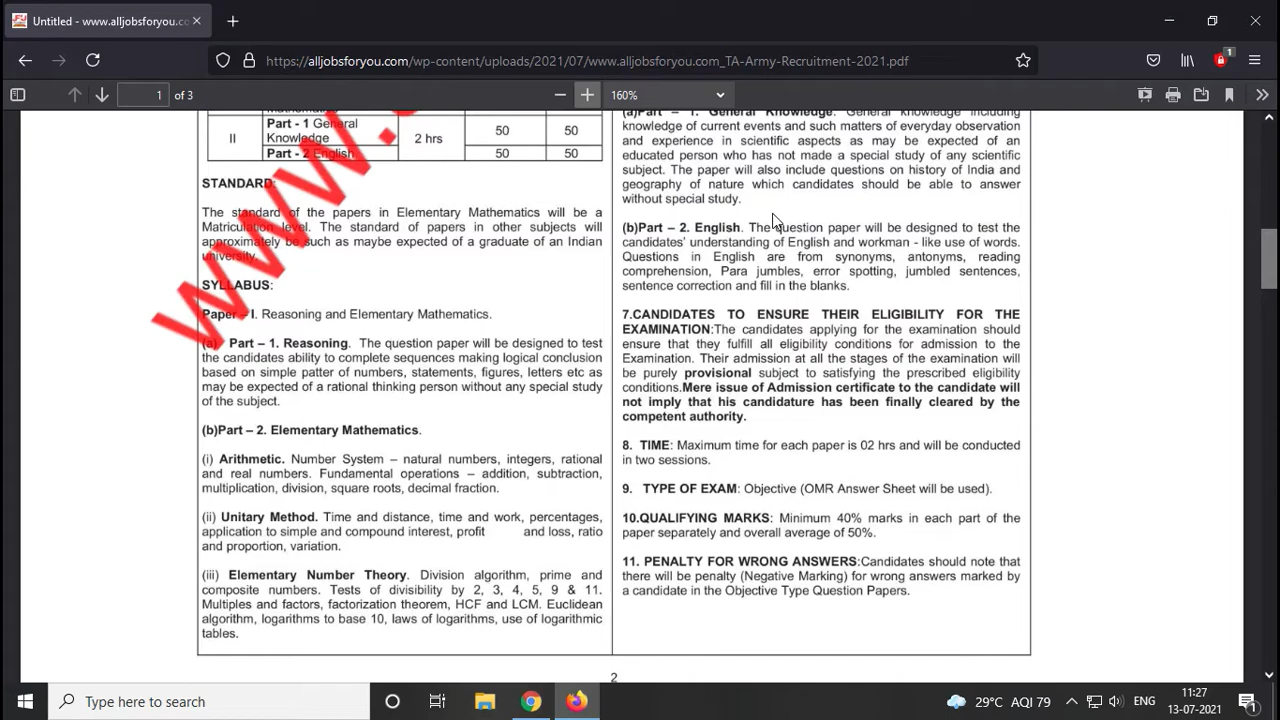 Untitled - www.alljobsforyou.co
https://alljobsforyou.com/wp-content/uploads/2021/07/www.alljobsforyou.com_TA-Army-Recruitment-2021.pdf
1
1 of 3
160%
Mathematics
II
Part - 1 General
Knowledge
2 hrs
50
50
Part - 2 English
50
50
STANDARD:
The standard of the papers in Elementary Mathematics will be a
Matriculation level. The standard of papers in other subjects will
approximately be such as maybe expected of a graduate of an Indian
university.
SYLLABUS:
Paper – I. Reasoning and Elementary Mathematics.
(a) Part – 1. Reasoning. The question paper will be designed to test
the candidates ability to complete sequences making logical conclusion
based on simple patter of numbers, statements, figures, letters etc as
may be expected of a rational thinking person without any special study
of the subject.
(b)Part – 2. Elementary Mathematics.
(i) Arithmetic. Number System – natural numbers, integers, rational
and real numbers. Fundamental operations – addition, subtraction,
multiplication, division, square roots, decimal fraction.
(ii) Unitary Method. Time and distance, time and work, percentages,
application to simple and compound interest, profit and loss, ratio
and proportion, variation.
(iii) Elementary Number Theory. Division algorithm, prime and
composite numbers. Tests of divisibility by 2, 3, 4, 5, 9 & 11.
Multiples and factors, factorization theorem, HCF and LCM. Euclidean
algorithm, logarithms to base 10, laws of logarithms, use of logarithmic
tables.
(a)Part – 1. General Knowledge. General knowledge including
knowledge of current events and such matters of everyday observation
and experience in scientific aspects as may be expected of an
educated person who has not made a special study of any scientific
subject. The paper will also include questions on history of India and
geography of nature which candidates should be able to answer
without special study.
(b)Part – 2. English. The question paper will be designed to test the
candidates' understanding of English and workman - like use of words.
Questions in English are from synonyms, antonyms, reading
comprehension, Para jumbles, error spotting, jumbled sentences,
sentence correction and fill in the blanks.
7.CANDIDATES TO ENSURE THEIR ELIGIBILITY FOR THE
EXAMINATION:The candidates applying for the examination should
ensure that they fulfill all eligibility conditions for admission to the
Examination. Their admission at all the stages of the examination will
be purely provisional subject to satisfying the prescribed eligibility
conditions.Mere issue of Admission certificate to the candidate will
not imply that his candidature has been finally cleared by the
competent authority.
8. TIME: Maximum time for each paper is 02 hrs and will be conducted
in two sessions.
9. TYPE OF EXAM: Objective (OMR Answer Sheet will be used).
10.QUALIFYING MARKS: Minimum 40% marks in each part of the
paper separately and overall average of 50%.
11. PENALTY FOR WRONG ANSWERS:Candidates should note that
there will be penalty (Negative Marking) for wrong answers marked by
a candidate in the Objective Type Question Papers.
2
www.
Type here to search
29°C AQI 79
ENG
11:27
13-07-2021
1